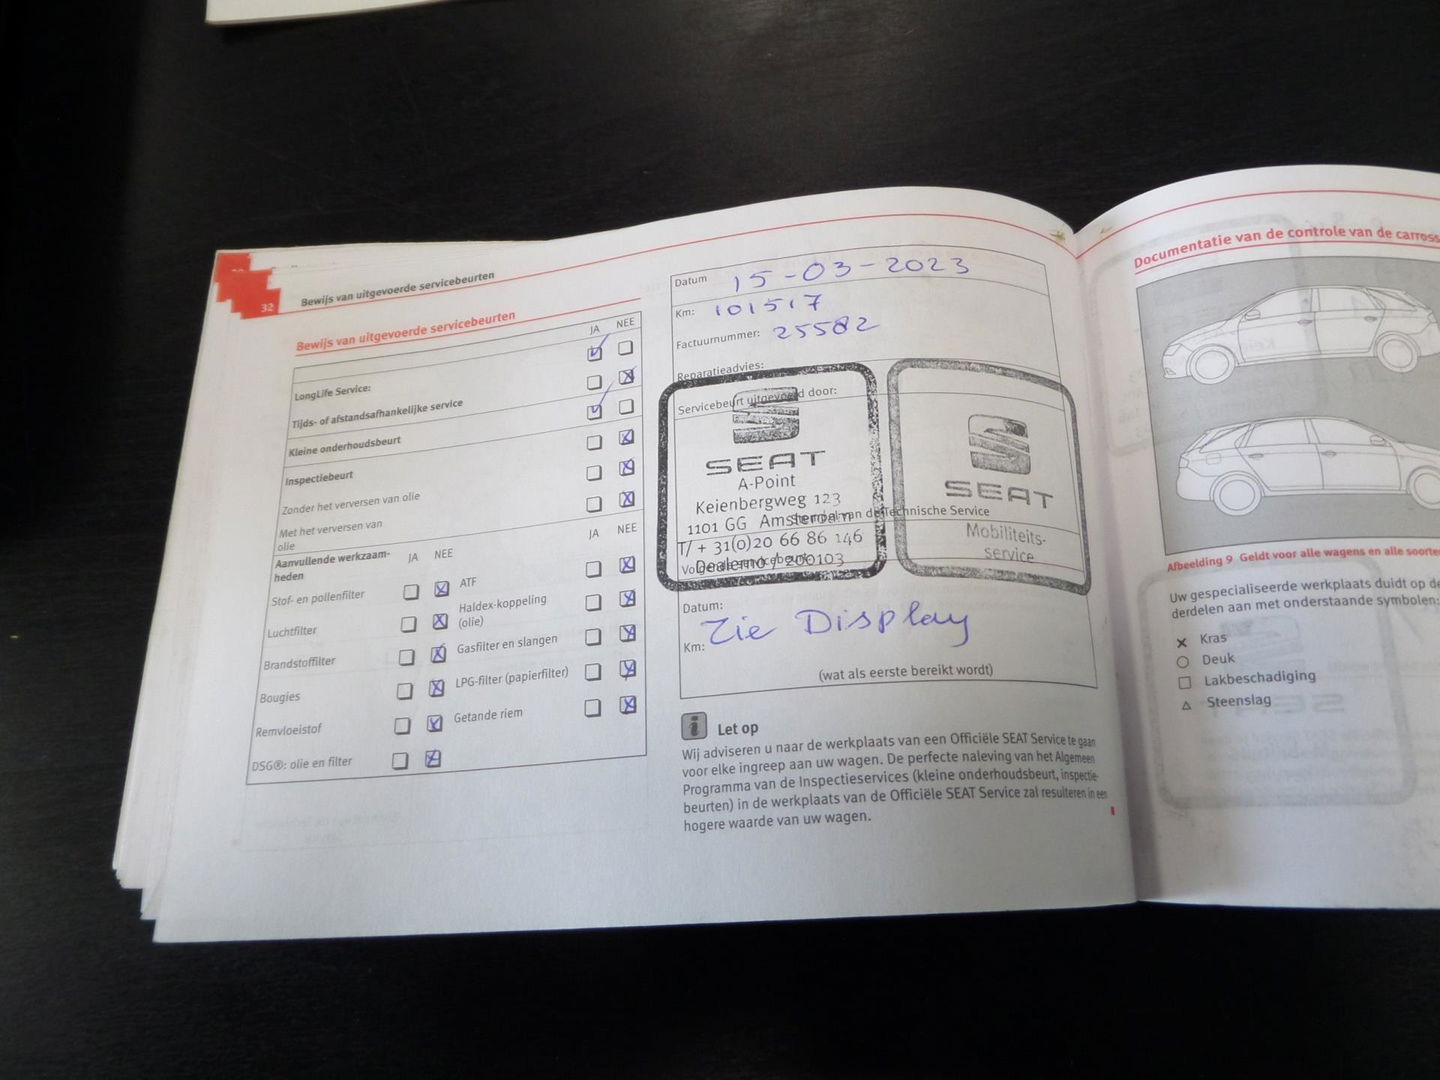 32
Bewijs van uitgevoerde servicebeurten
Bewijs van uitgevoerde servicebeurten
JA NEE
LongLife Service:
Tijds- of afstandsafhankelijke service
Kleine onderhoudsbeurt
Inspectiebeurt
Zonder het verversen van olie
Met het verversen van
olie
Aanvullende werkzaam-
heden
JA NEE
JA NEE
Stof- en pollenfilter
ATF
Luchtfilter
Haldex-koppeling
(olie)
Brandstoffilter
Gasfilter en slangen
Bougies
LPG-filter (papierfilter)
Remvloeistof
Getande riem
DSG®: olie en filter
Datum 15-03-2023
Km: 101517
Factuurnummer: 25582
Reparatieadvies:
Servicebeurt uitgevoerd door:
SEAT
A-Point
Keienbergweg 123
1101 GG Amsterdam
T/ + 31(0)20 66 86 146
Dealerno / 200103
SEAT
Mobiliteits-
service
Stempel van de Technische Service
Datum:
Km: Zie Display
(wat als eerste bereikt wordt)
i Let op
Wij adviseren u naar de werkplaats van een Officiële SEAT Service te gaan
voor elke ingreep aan uw wagen. De perfecte naleving van het Algemeen
Programma van de Inspectieservices (kleine onderhoudsbeurt, inspectie-
beurten) in de werkplaats van de Officiële SEAT Service zal resulteren in een
hogere waarde van uw wagen.
Documentatie van de controle van de carross
Afbeelding 9 Geldt voor alle wagens en alle soorte
Uw gespecialiseerde werkplaats duidt op de
derdelen aan met onderstaande symbolen:
Kras
Deuk
Lakbeschadiging
Steenslag